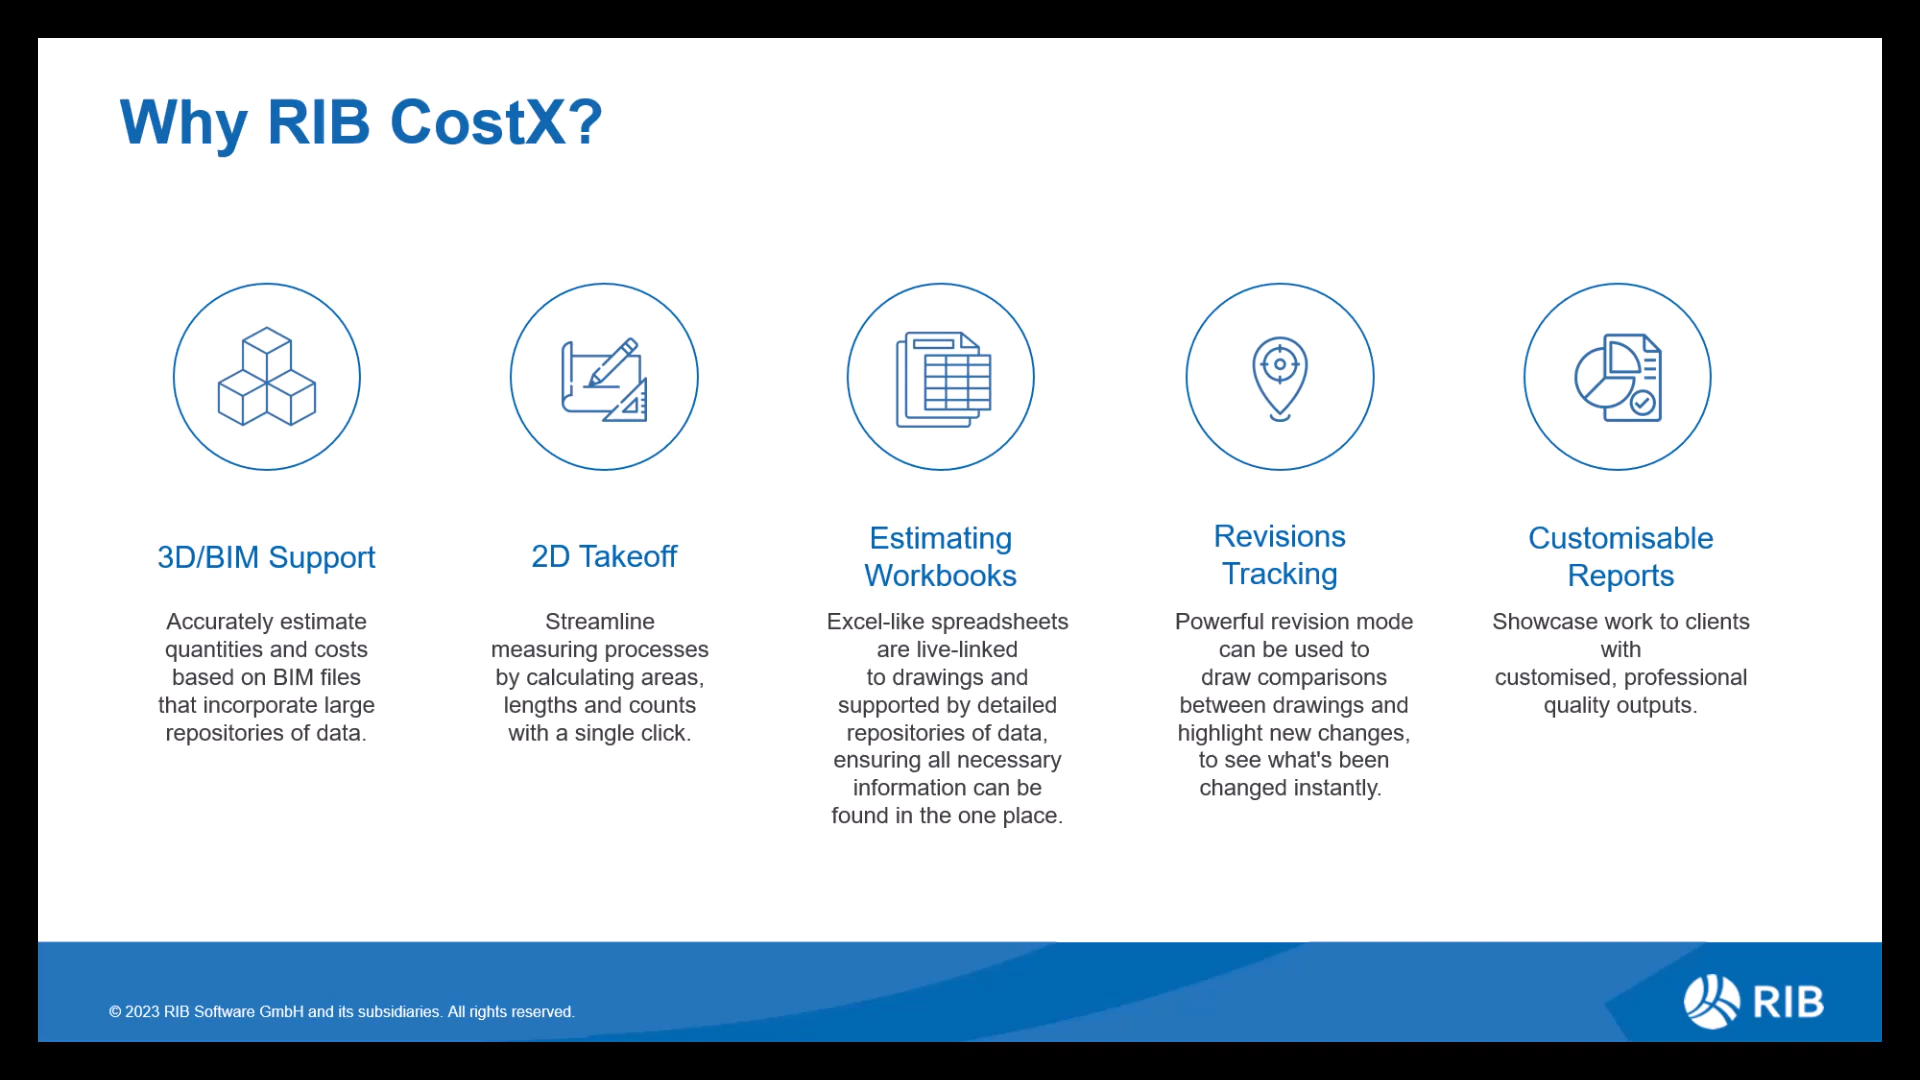 Why RIB CostX?
3D/BIM Support
Accurately estimate
quantities and costs
based on BIM files
that incorporate large
repositories of data.
2D Takeoff
Streamline
measuring processes
by calculating areas,
lengths and counts
with a single click.
Estimating
Workbooks
Excel-like spreadsheets
are live-linked
to drawings and
supported by detailed
repositories of data,
ensuring all necessary
information can be
found in the one place.
Revisions
Tracking
Powerful revision mode
can be used to
draw comparisons
between drawings and
highlight new changes,
to see what's been
changed instantly.
Customisable
Reports
Showcase work to clients
with
customised, professional
quality outputs.
© 2023 RIB Software GmbH and its subsidiaries. All rights reserved.
RIB